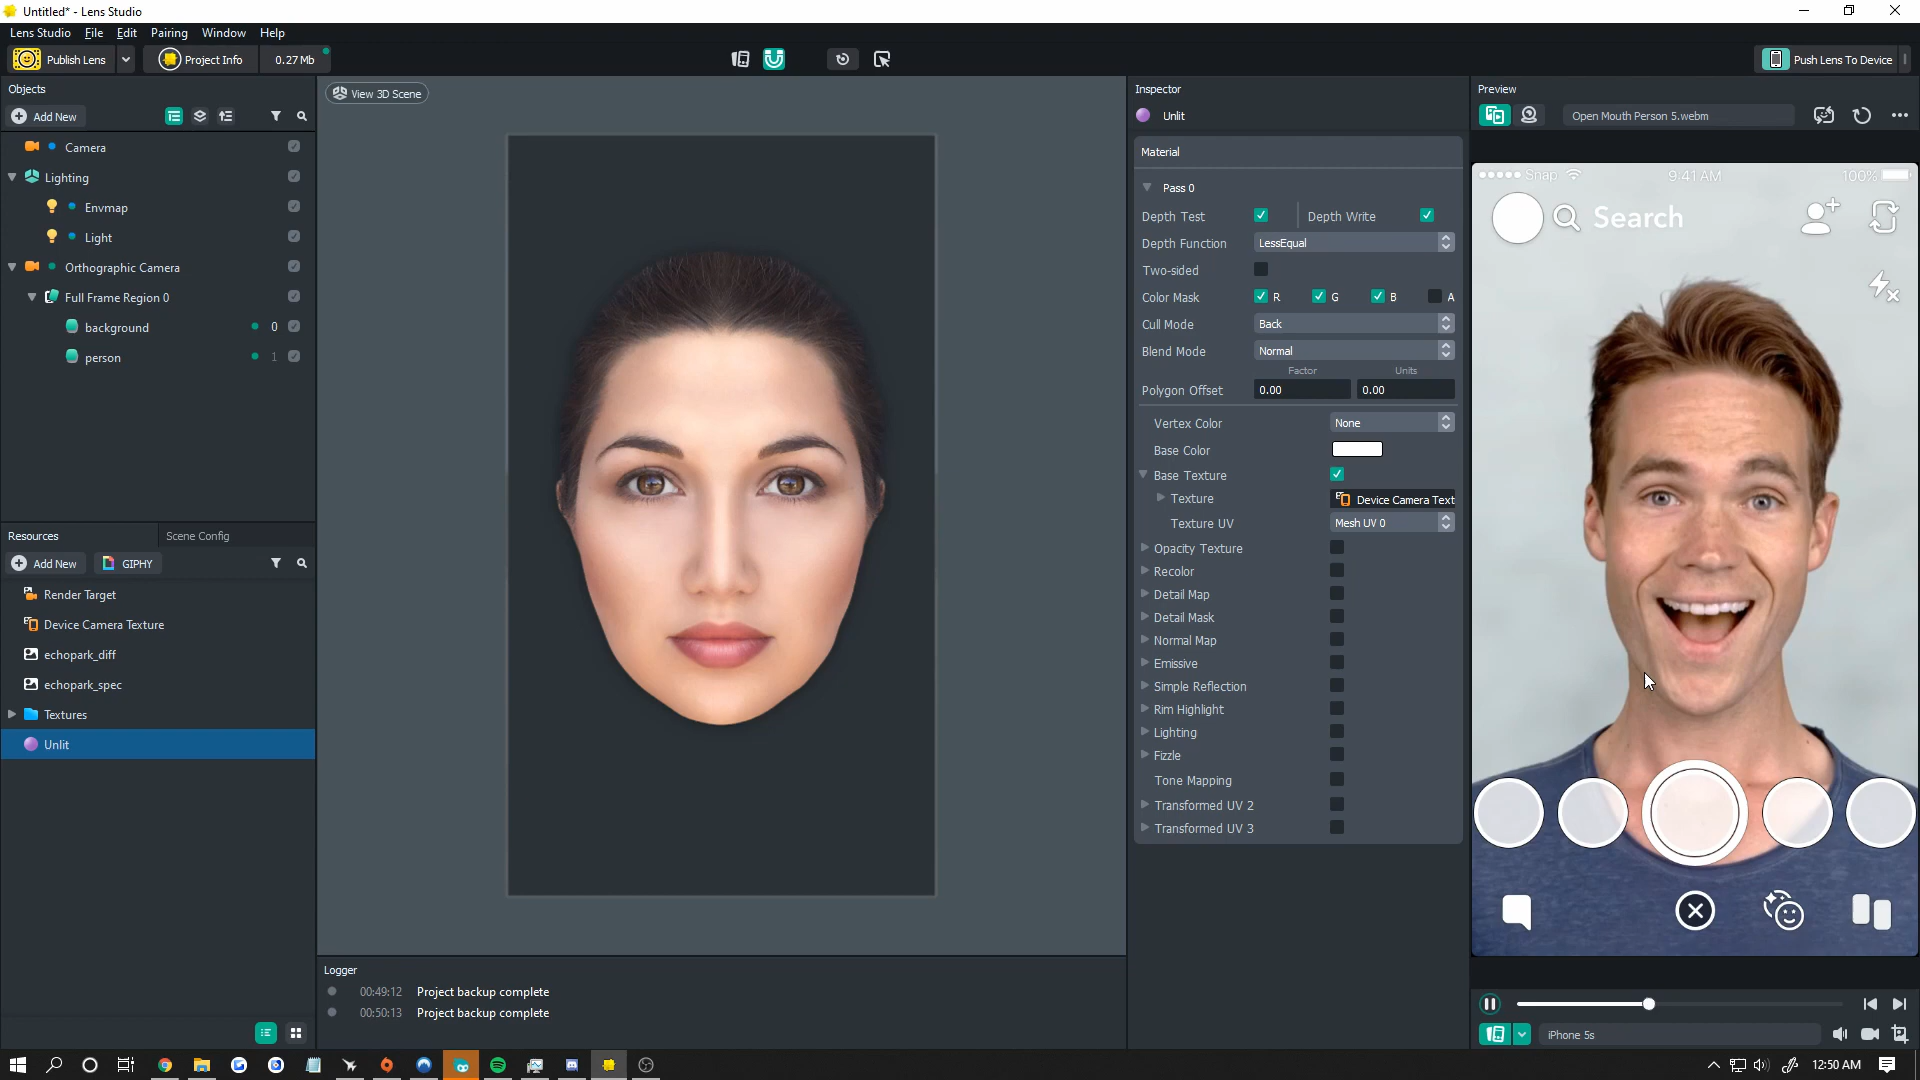 Untitled* - Lens Studio
Lens Studio File Edit Pairing Window Help
Publish Lens Project Info 0.27 Mb Push Lens To Device
Objects
Add New
Camera
Lighting
Envmap
Light
Orthographic Camera
Full Frame Region 0
background 0
person 1
Resources Scene Config
Add New GIPHY
Render Target
Device Camera Texture
echopark_diff
echopark_spec
Textures
Unlit
View 3D Scene
Logger
00:49:12 Project backup complete
00:50:13 Project backup complete
Inspector
Unlit
Material
Pass 0
Depth Test Depth Write
Depth Function LessEqual
Two-sided
Color Mask R G B A
Cull Mode Back
Blend Mode Normal
Factor Units
Polygon Offset 0.00 0.00
Vertex Color None
Base Color
Base Texture
Texture Device Camera Text
Texture UV Mesh UV 0
Opacity Texture
Recolor
Detail Map
Detail Mask
Normal Map
Emissive
Simple Reflection
Rim Highlight
Lighting
Fizzle
Tone Mapping
Transformed UV 2
Transformed UV 3
Preview
Open Mouth Person 5.webm
Snap 9:41 AM 100%
Search
iPhone 5s
12:50 AM